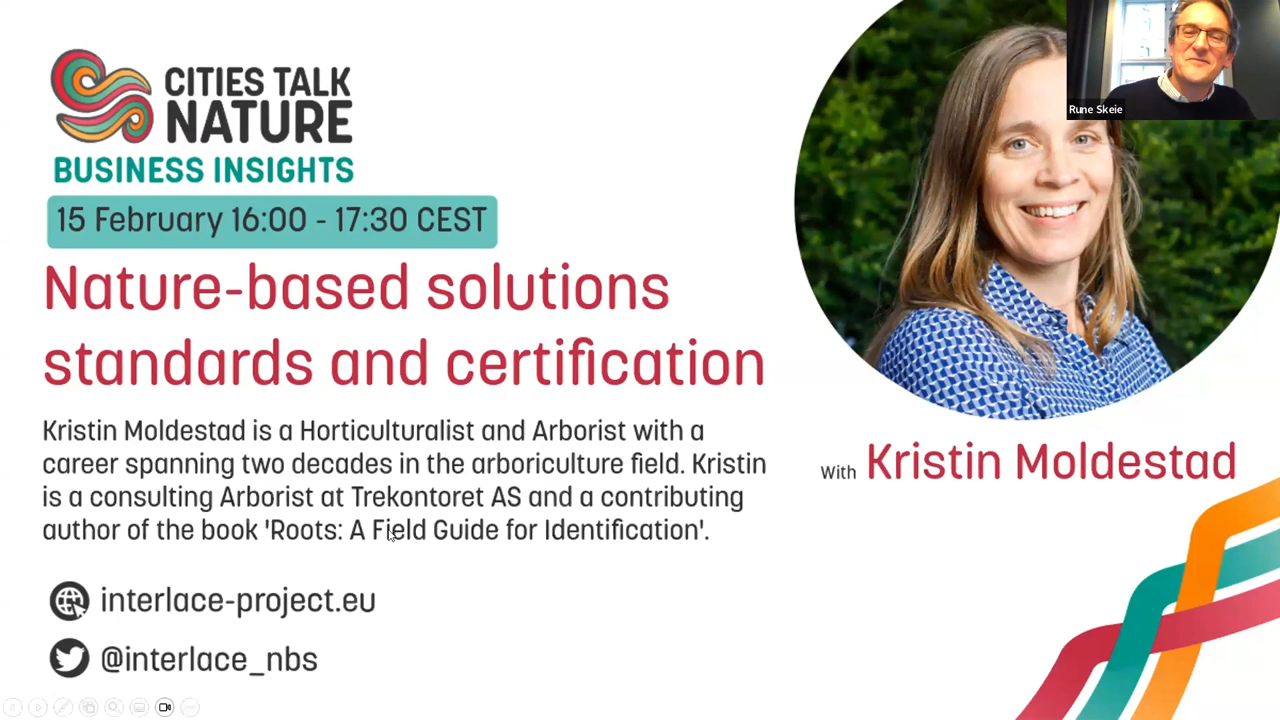 CITIES TALK
NATURE
BUSINESS INSIGHTS
15 February 16:00 - 17:30 CEST
Nature-based solutions
standards and certification
Kristin Moldestad is a Horticulturalist and Arborist with a
career spanning two decades in the arboriculture field. Kristin
is a consulting Arborist at Trekontoret AS and a contributing
author of the book 'Roots: A Field Guide for Identification'.
interlace-project.eu
@interlace_nbs
Rune Skeie
With Kristin Moldestad